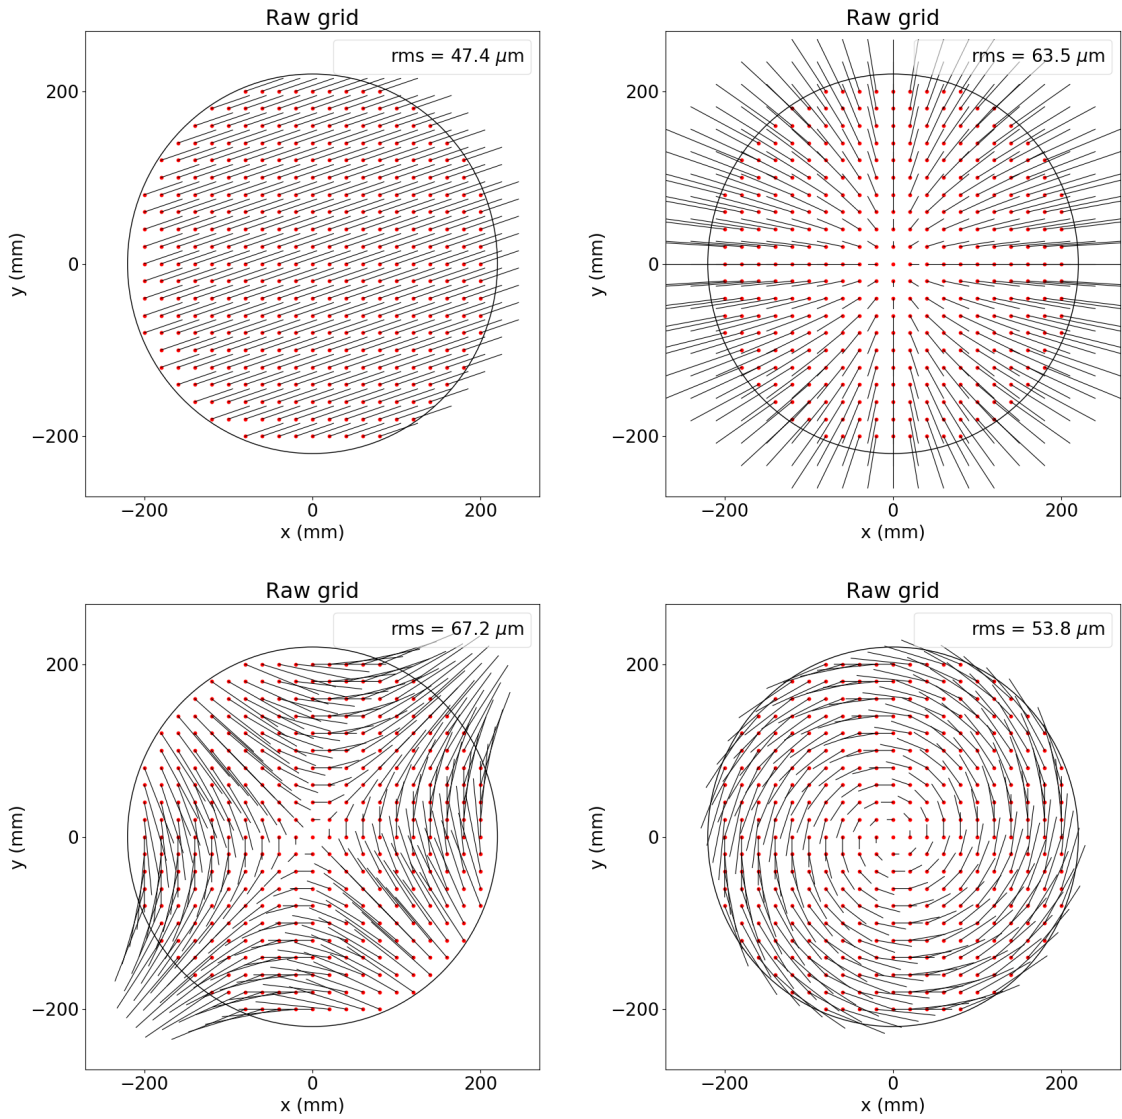 Raw grid
rms = 47.4 μm
200
0
−200
y (mm)
−200 0 200
x (mm)
Raw grid
rms = 63.5 μm
200
0
−200
y (mm)
−200 0 200
x (mm)
Raw grid
rms = 67.2 μm
200
0
−200
y (mm)
−200 0 200
x (mm)
Raw grid
rms = 53.8 μm
200
0
−200
y (mm)
−200 0 200
x (mm)